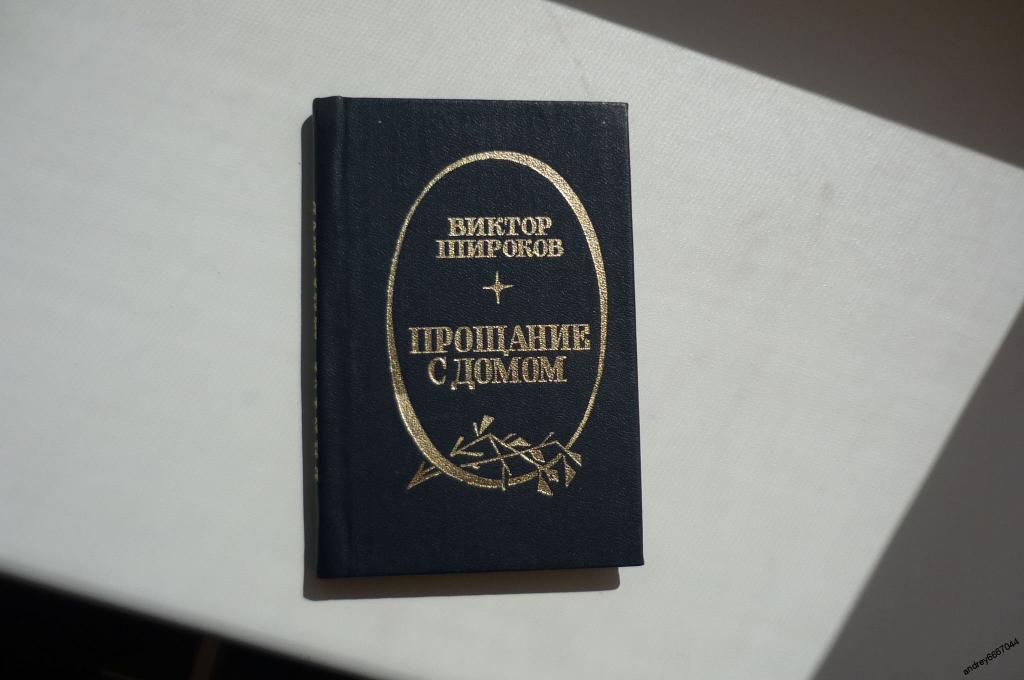 ВИКТОР
ШИРОКОВ
ПРОЩАНИЕ
С ДОМОМ
andrey6667044